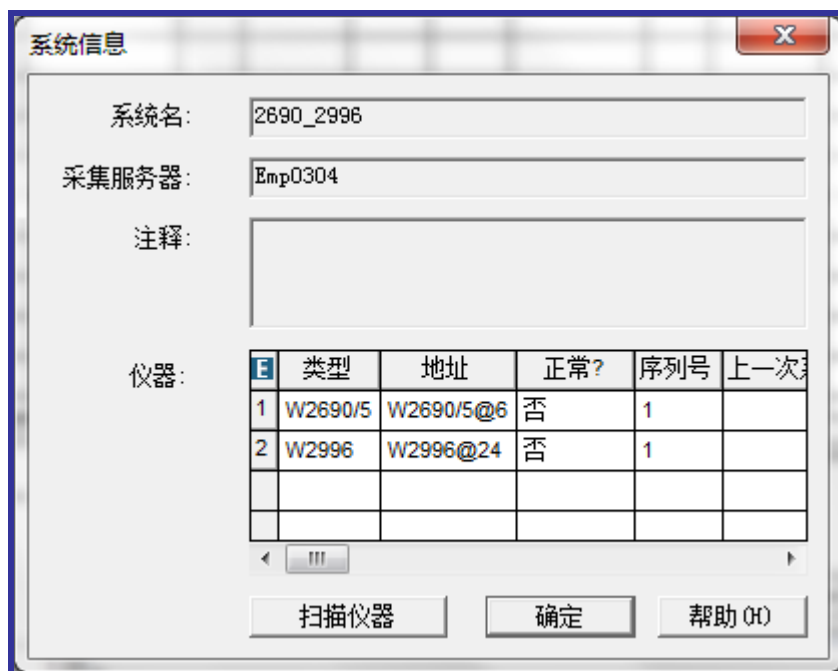 系统信息
系统名: 2690_2996
采集服务器: Emp0304
注释:
仪器:
E 类型 地址 正常? 序列号 上一次
1 W2690/5 W2690/5@6 否 1
2 W2996 W2996@24 否 1
扫描仪器 确定 帮助(H)